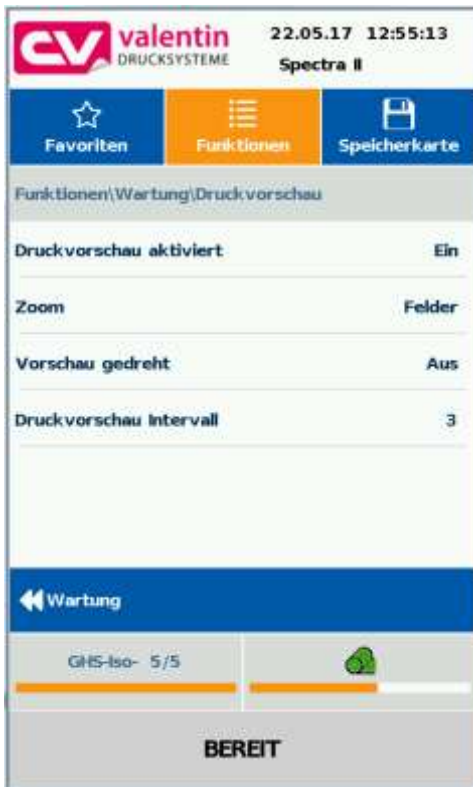 CV valentin
DRUCKSYSTEME
22.05.17 12:55:13
Spectra II
Favoriten Funktionen Speicherkarte
Funktionen\Wartung\Druckvorschau
Druckvorschau aktiviert Ein
Zoom Felder
Vorschau gedreht Aus
Druckvorschau Intervall 3
Wartung
GHS-Iso- 5/5
BEREIT